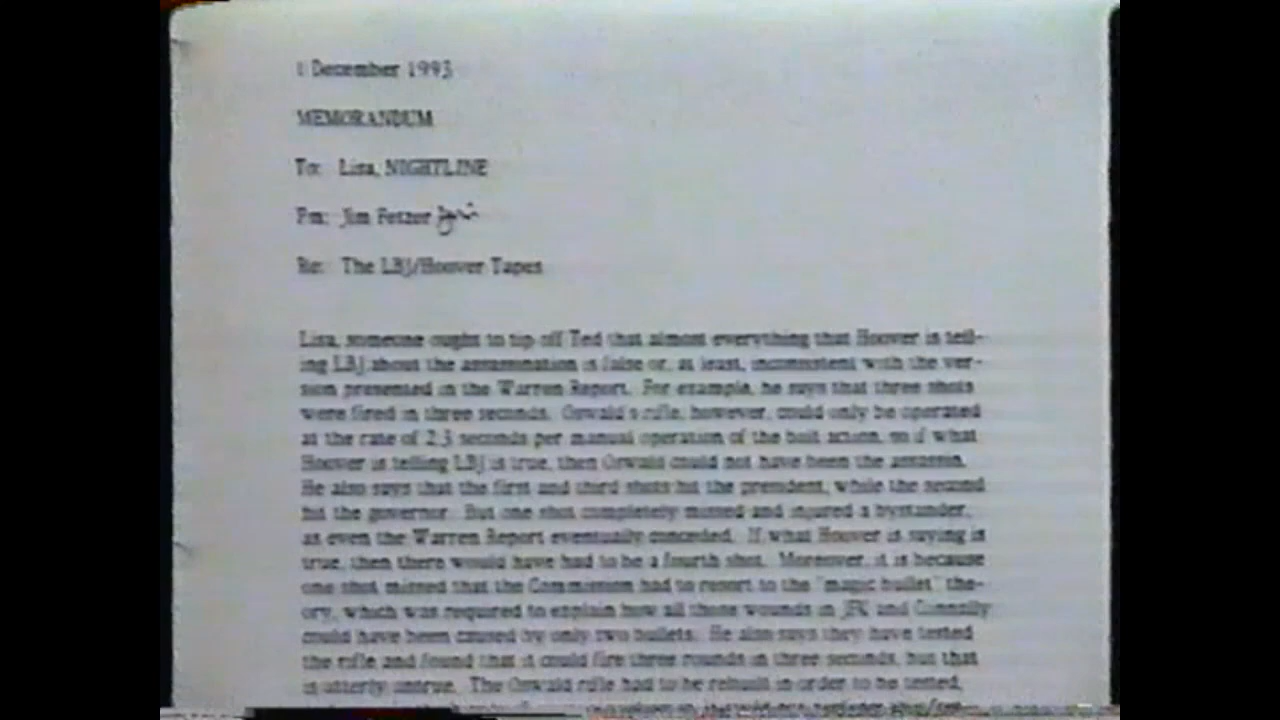 1 December 1993
MEMORANDUM
To: Lisa, NIGHTLINE
Fm: Jim Fetzer Jim
Re: The LBJ/Hoover Tapes
Lisa, someone ought to tip off Ted that almost everything that Hoover is tell-
ing LBJ about the assassination is false or, at least, inconsistent with the ver-
sion presented in the Warren Report. For example, he says that three shots
were fired in three seconds. Oswald's rifle, however, could only be operated
at the rate of 2.3 seconds per manual operation of the bolt action, so if what
Hoover is telling LBJ is true, then Oswald could not have been the assassin.
He also says that the first and third shots hit the president, while the second
hit the governor. But one shot completely missed and injured a bystander,
as even the Warren Report eventually conceded. If what Hoover is saying is
true, then there would have had to be a fourth shot. Moreover, it is because
one shot missed that the Commission had to resort to the "magic bullet" the-
ory, which was required to explain how all those wounds in JFK and Connally
could have been caused by only two bullets. He also says they have tested
the rifle and found that it could fire three rounds in three seconds, but that
is utterly untrue. The Oswald rifle had to be rebuilt in order to be tested,